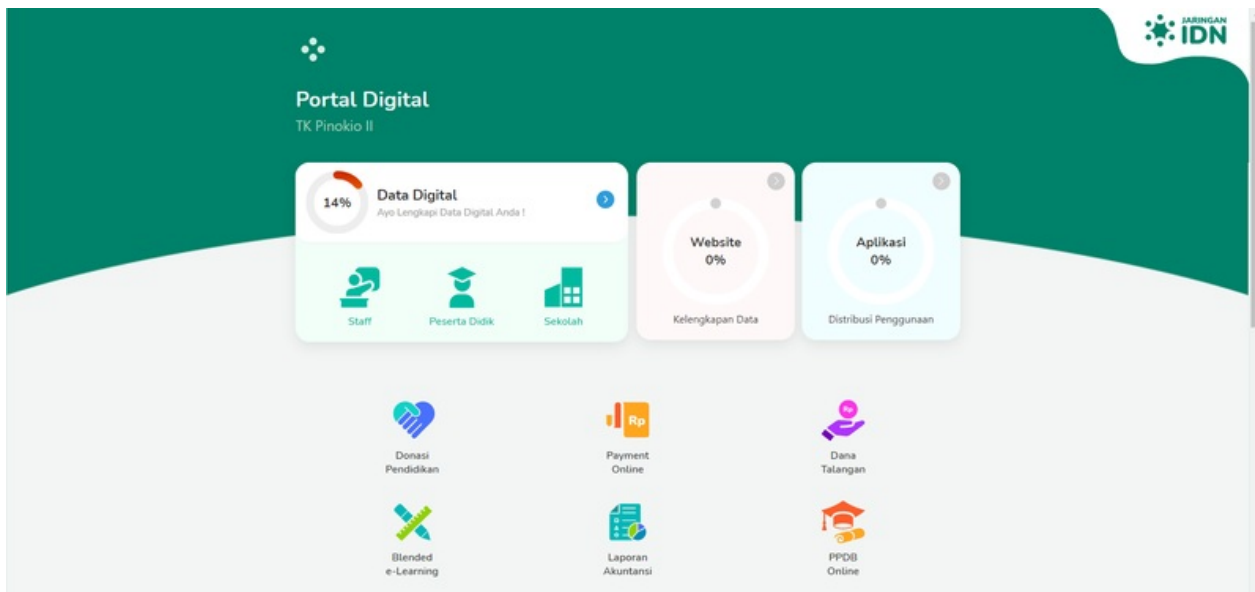 JARINGAN
IDN
Portal Digital
TK Pinokio II
14%
Data Digital
Ayo Lengkapi Data Digital Anda !
Staff
Peserta Didik
Sekolah
Website
0%
Kelengkapan Data
Aplikasi
0%
Distribusi Penggunaan
Donasi
Pendidikan
Rp
Payment
Online
Rp
Dana
Talangan
Blended
e-Learning
Laporan
Akuntansi
PPDB
Online